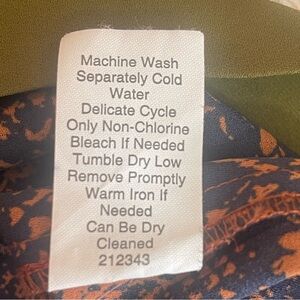 Machine Wash
Separately Cold
Water
Delicate Cycle
Only Non-Chlorine
Bleach If Needed
Tumble Dry Low
Remove Promptly
Warm Iron If
Needed
Can Be Dry
Cleaned
212343